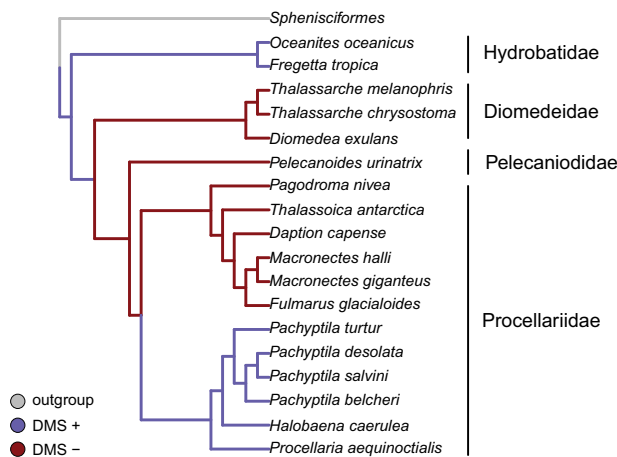 Sphenisciformes
Oceanites oceanicus
Fregetta tropica
Hydrobatidae
Thalassarche melanophris
Thalassarche chrysostoma
Diomedea exulans
Diomedeidae
Pelecanoides urinatrix
Pelecaniodidae
Pagodroma nivea
Thalassoica antarctica
Daption capense
Macronectes halli
Macronectes giganteus
Fulmarus glacialoides
Pachyptila turtur
Pachyptila desolata
Pachyptila salvini
Pachyptila belcheri
Halobaena caerulea
Procellaria aequinoctialis
Procellariidae
outgroup
DMS +
DMS −